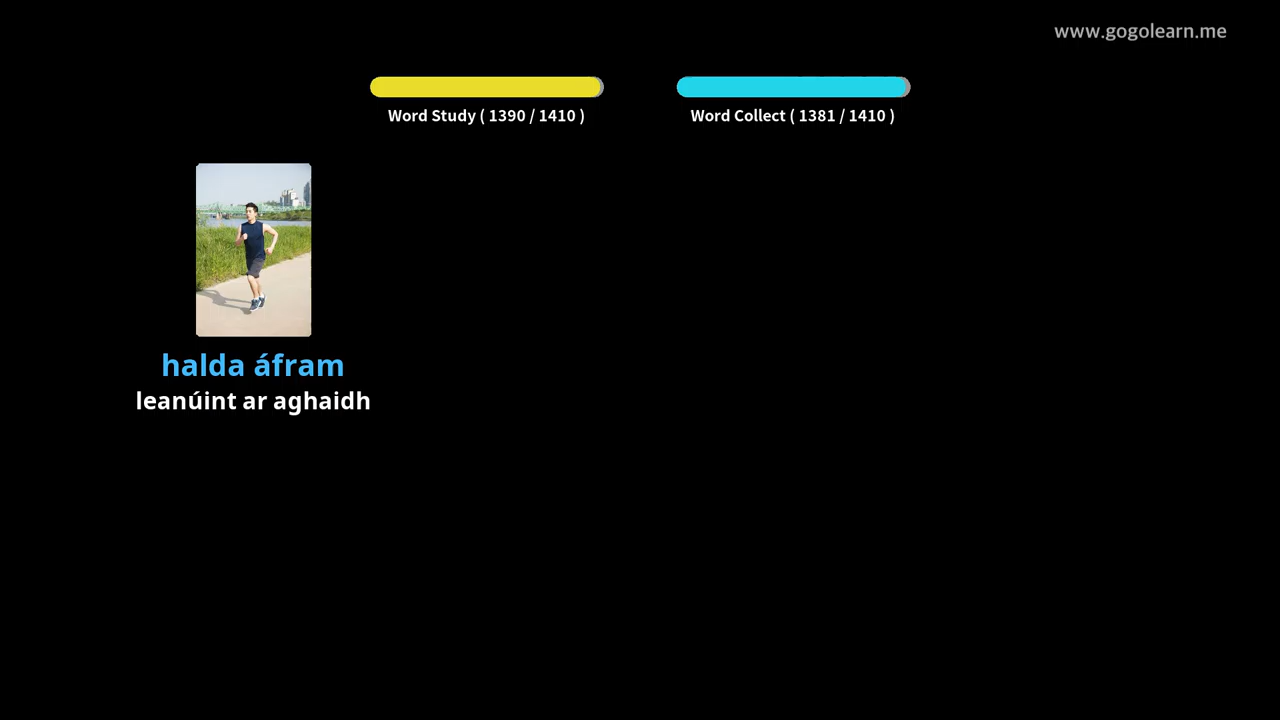 www.gogolearn.me
Word Study ( 1390 / 1410 )
Word Collect ( 1381 / 1410 )
halda áfram
leanúint ar aghaidh